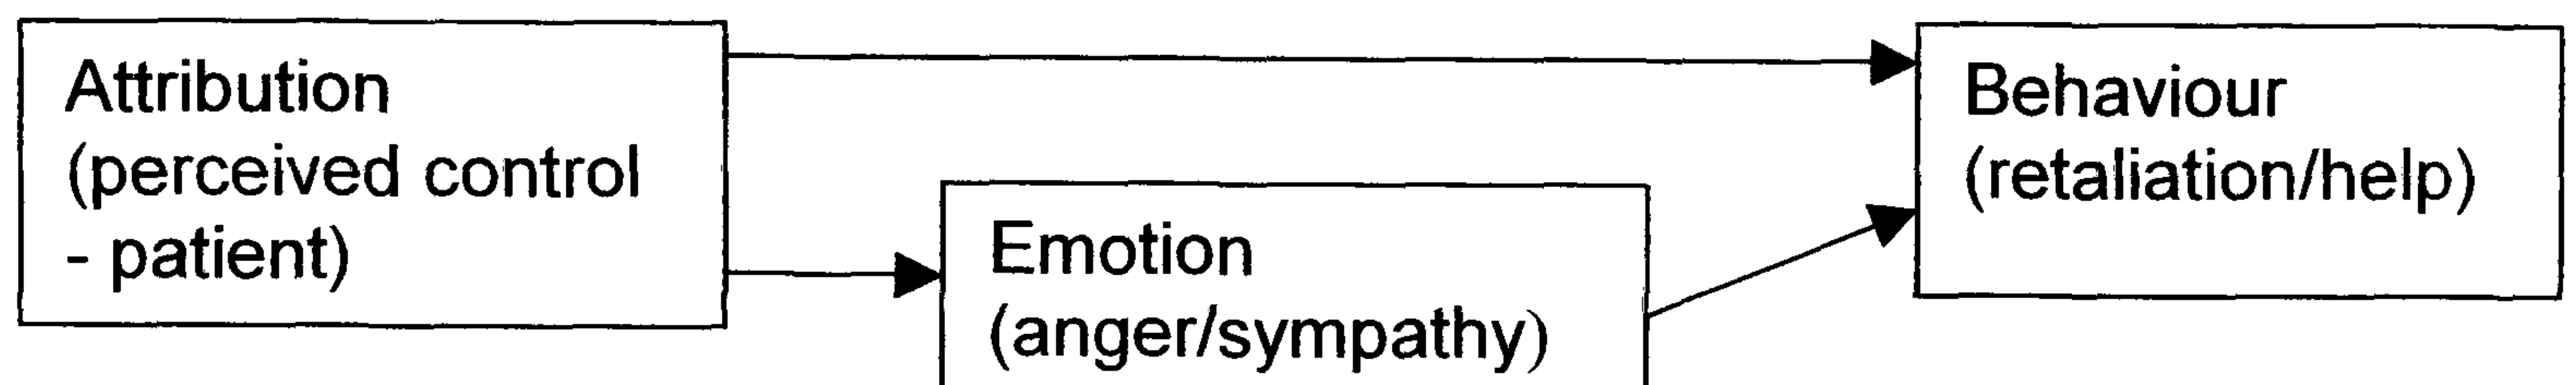 Attribution
(perceived control
- patient)
Emotion
(anger/sympathy)
Behaviour
(retaliation/help)